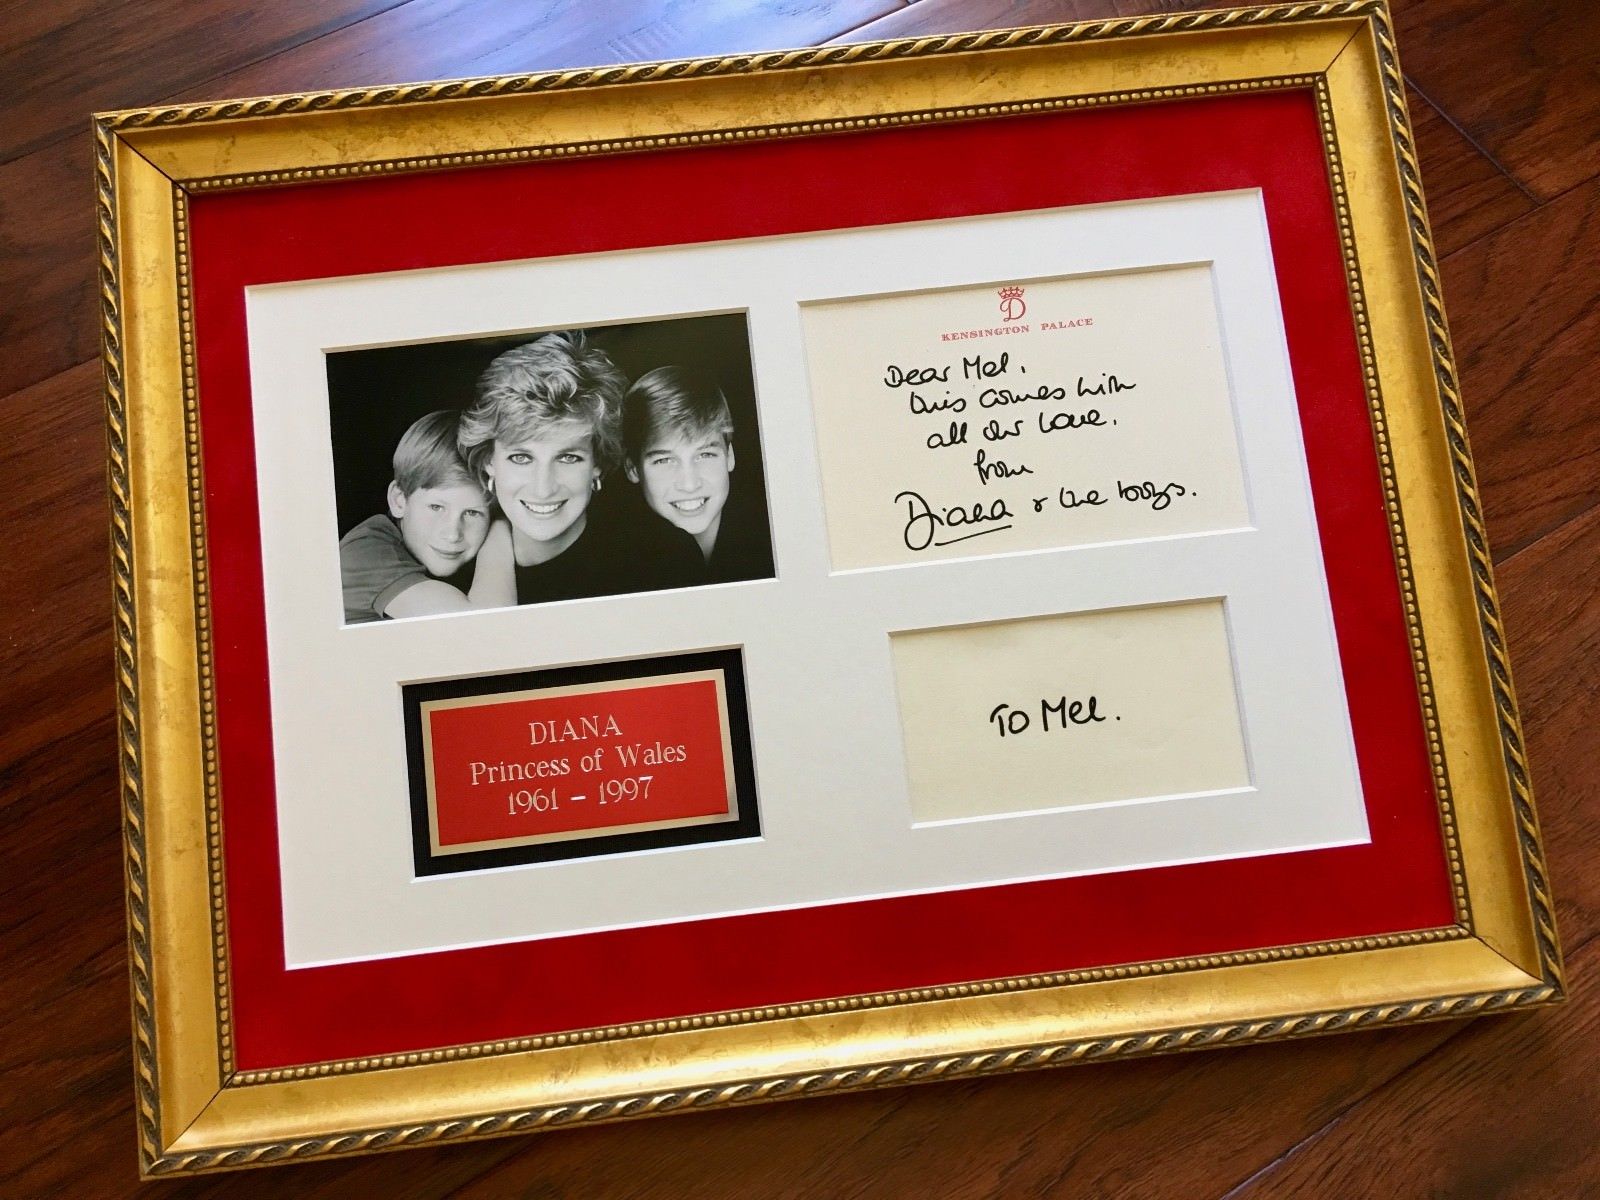 D
KENSINGTON PALACE
Dear Mel,
this comes with
all our love,
from
Diana & the boys.
DIANA
Princess of Wales
1961 - 1997
TO Mel.